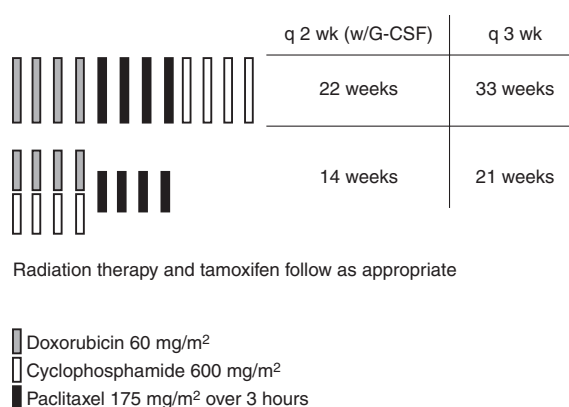 q 2 wk (w/G-CSF) q 3 wk
22 weeks 33 weeks
14 weeks 21 weeks
Radiation therapy and tamoxifen follow as appropriate
Doxorubicin 60 mg/m²
Cyclophosphamide 600 mg/m²
Paclitaxel 175 mg/m² over 3 hours